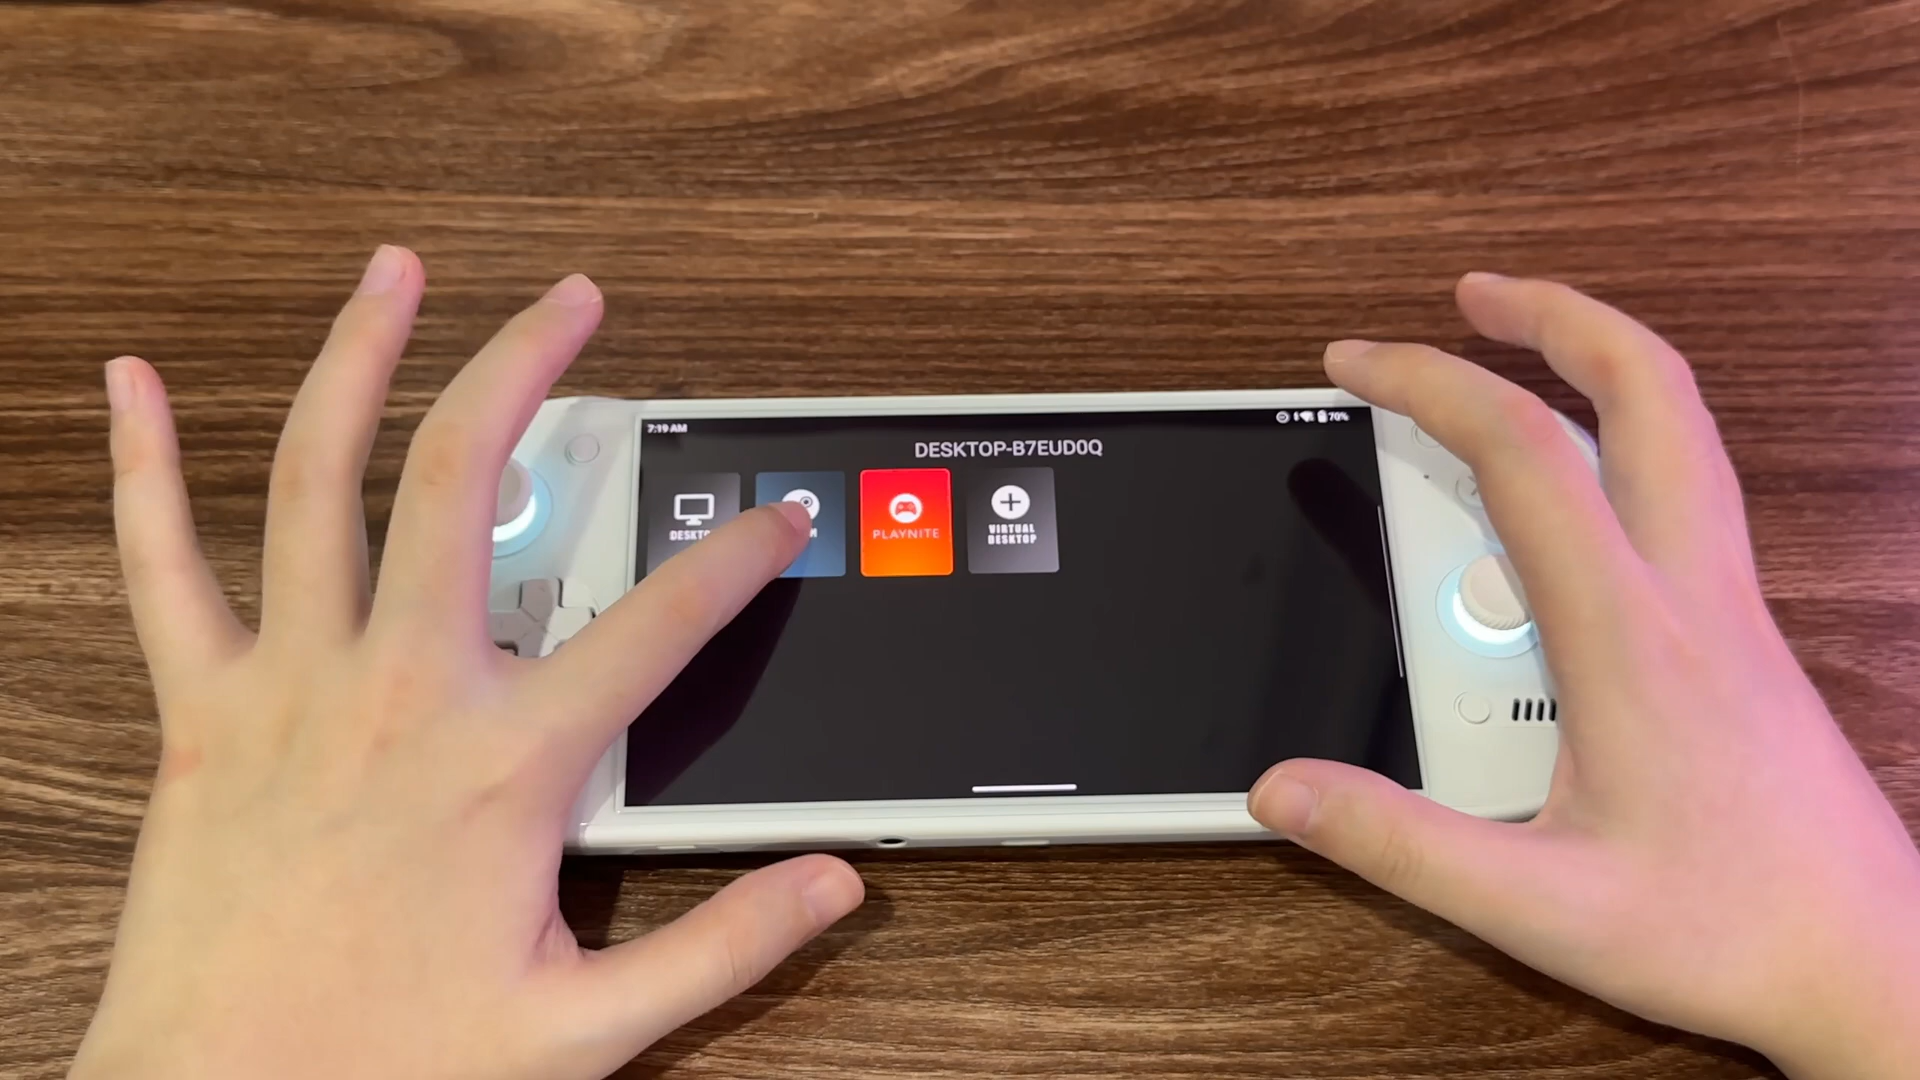 7:19 AM
70%
DESKTOP-B7EUD0Q
PLAYNITE
VIRTUAL
DESKTOP